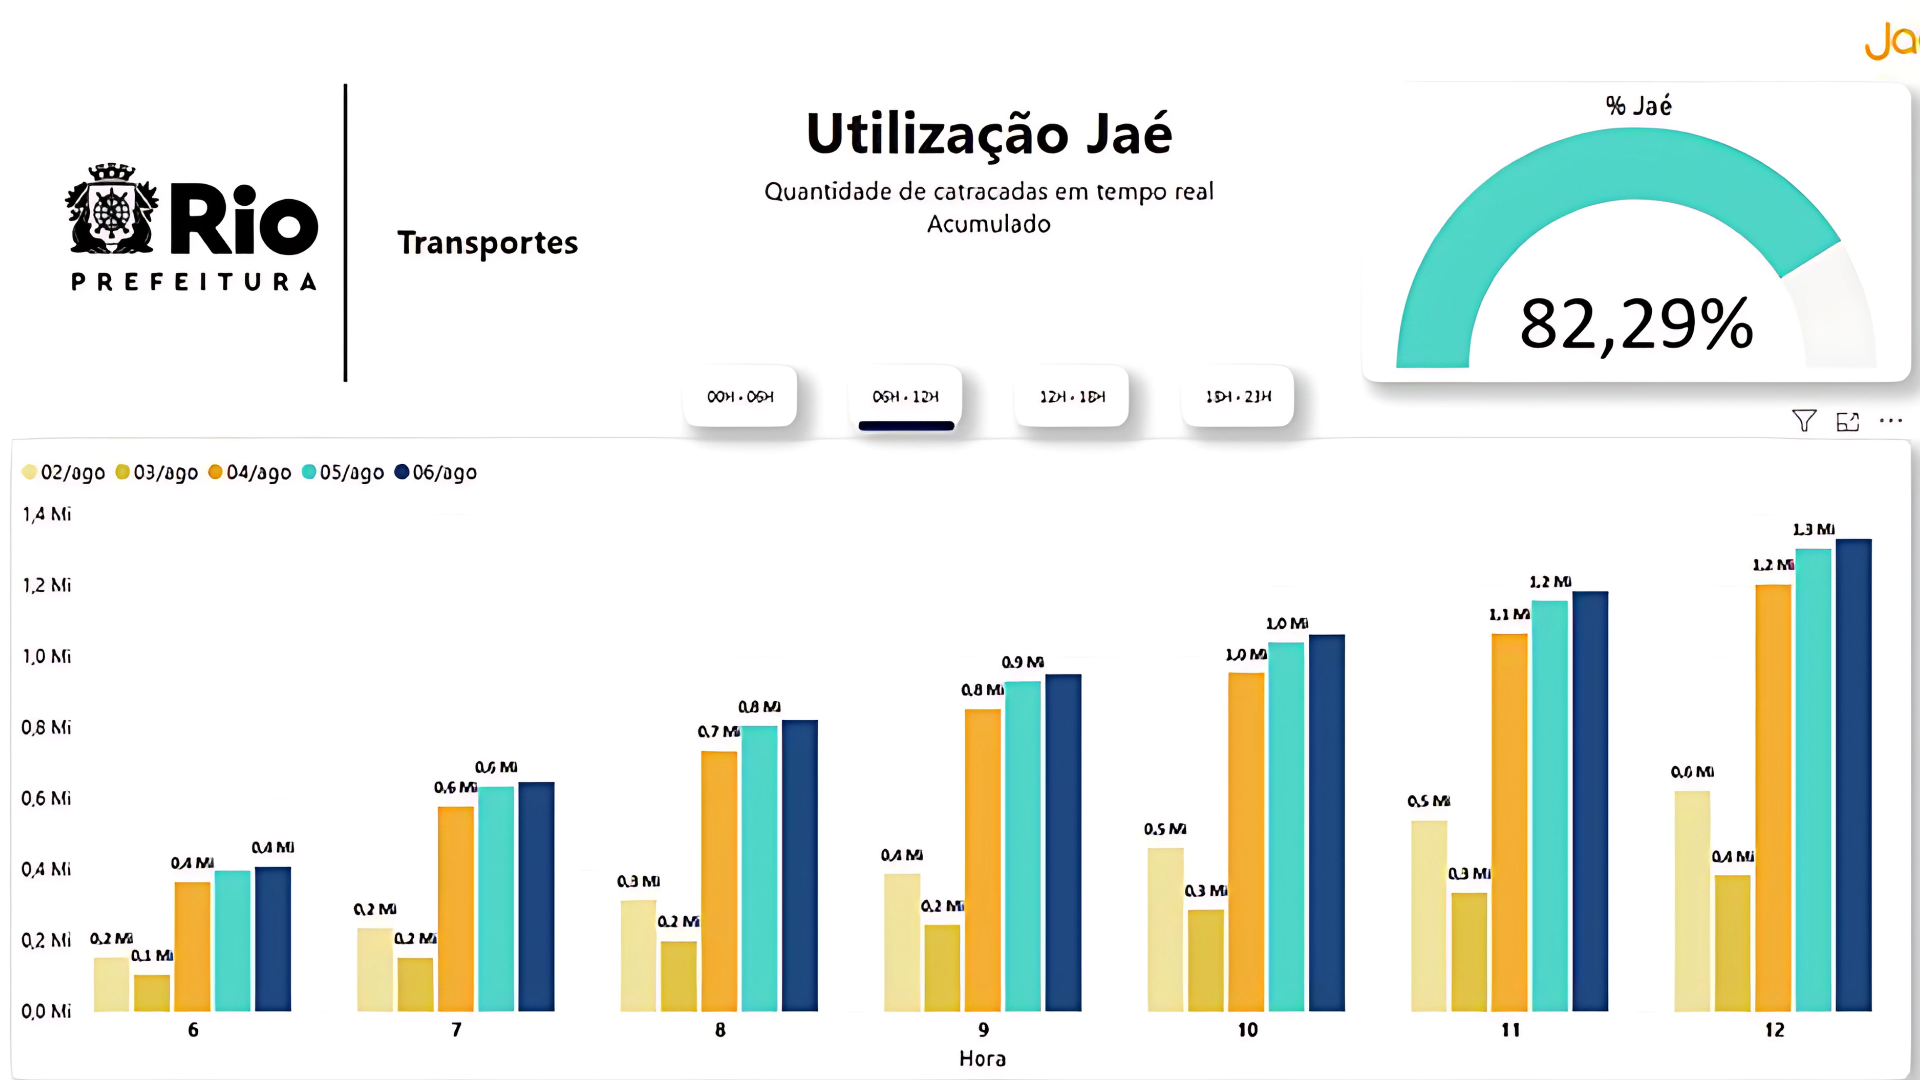 Rio
PREFEITURA
Transportes
Utilização Jaé
Quantidade de catracadas em tempo real
Acumulado
% Jaé
82,29%
00H - 06H
06H - 12H
12H - 18H
18H - 23H
02/ago 03/ago 04/ago 05/ago 06/ago
1,4 Mi
1,2 Mi
1,0 Mi
0,8 Mi
0,6 Mi
0,4 Mi
0,2 Mi
0,0 Mi
0,2 Mi 0,1 Mi 0,4 Mi 0,4 Mi
0,2 Mi 0,2 Mi 0,6 Mi 0,6 Mi
0,3 Mi 0,2 Mi 0,7 Mi 0,8 Mi
0,4 Mi 0,2 Mi 0,8 Mi 0,9 Mi
0,5 Mi 0,3 Mi 1,0 Mi 1,0 Mi
0,5 Mi 0,3 Mi 1,1 Mi 1,2 Mi
0,6 Mi 0,4 Mi 1,2 Mi 1,3 Mi
6 7 8 9 10 11 12
Hora